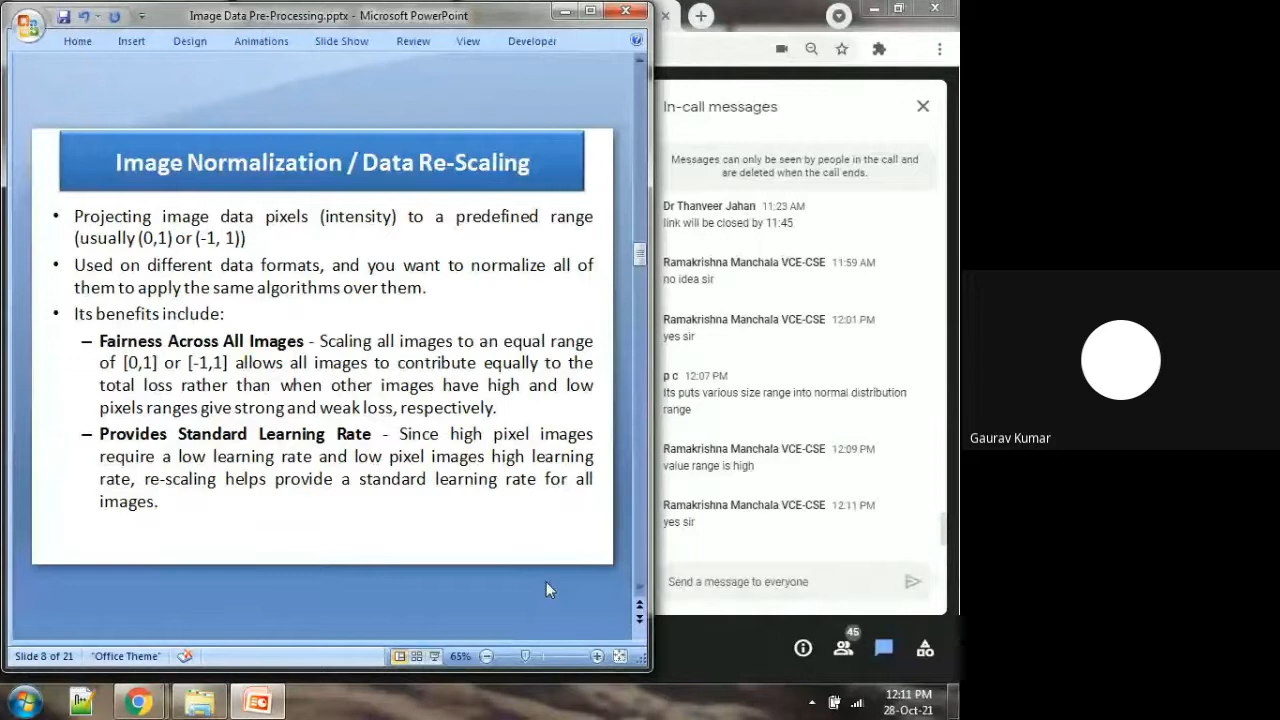 Image Data Pre-Processing.pptx - Microsoft PowerPoint
Home Insert Design Animations Slide Show Review View Developer
Image Normalization / Data Re-Scaling
• Projecting image data pixels (intensity) to a predefined range
(usually (0,1) or (-1, 1))
• Used on different data formats, and you want to normalize all of
them to apply the same algorithms over them.
• Its benefits include:
– Fairness Across All Images - Scaling all images to an equal range
of [0,1] or [-1,1] allows all images to contribute equally to the
total loss rather than when other images have high and low
pixels ranges give strong and weak loss, respectively.
– Provides Standard Learning Rate - Since high pixel images
require a low learning rate and low pixel images high learning
rate, re-scaling helps provide a standard learning rate for all
images.
Slide 8 of 21 "Office Theme" 65%
In-call messages
Messages can only be seen by people in the call and
are deleted when the call ends.
Dr Thanveer Jahan 11:23 AM
link will be closed by 11:45
Ramakrishna Manchala VCE-CSE 11:59 AM
no idea sir
Ramakrishna Manchala VCE-CSE 12:01 PM
yes sir
p c 12:07 PM
Its puts various size range into normal distribution
range
Ramakrishna Manchala VCE-CSE 12:09 PM
value range is high
Ramakrishna Manchala VCE-CSE 12:11 PM
yes sir
Send a message to everyone
45
Gaurav Kumar
12:11 PM
28-Oct-21